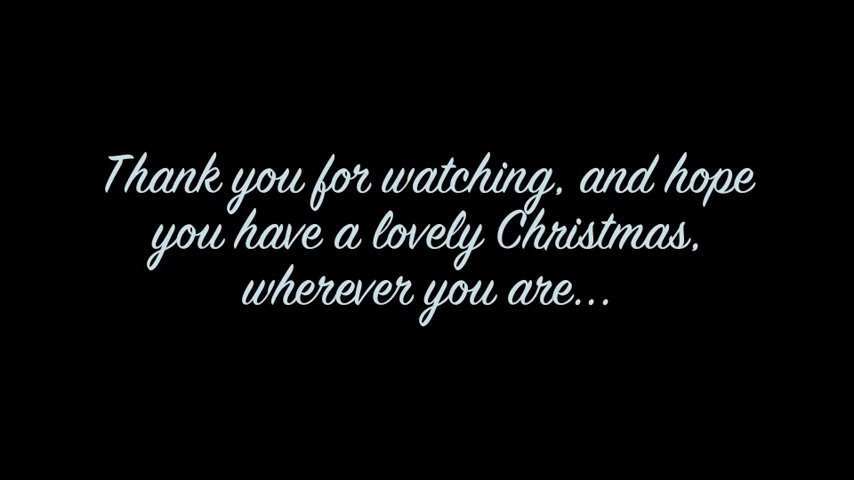 Thank you for watching, and hope
you have a lovely Christmas,
wherever you are...